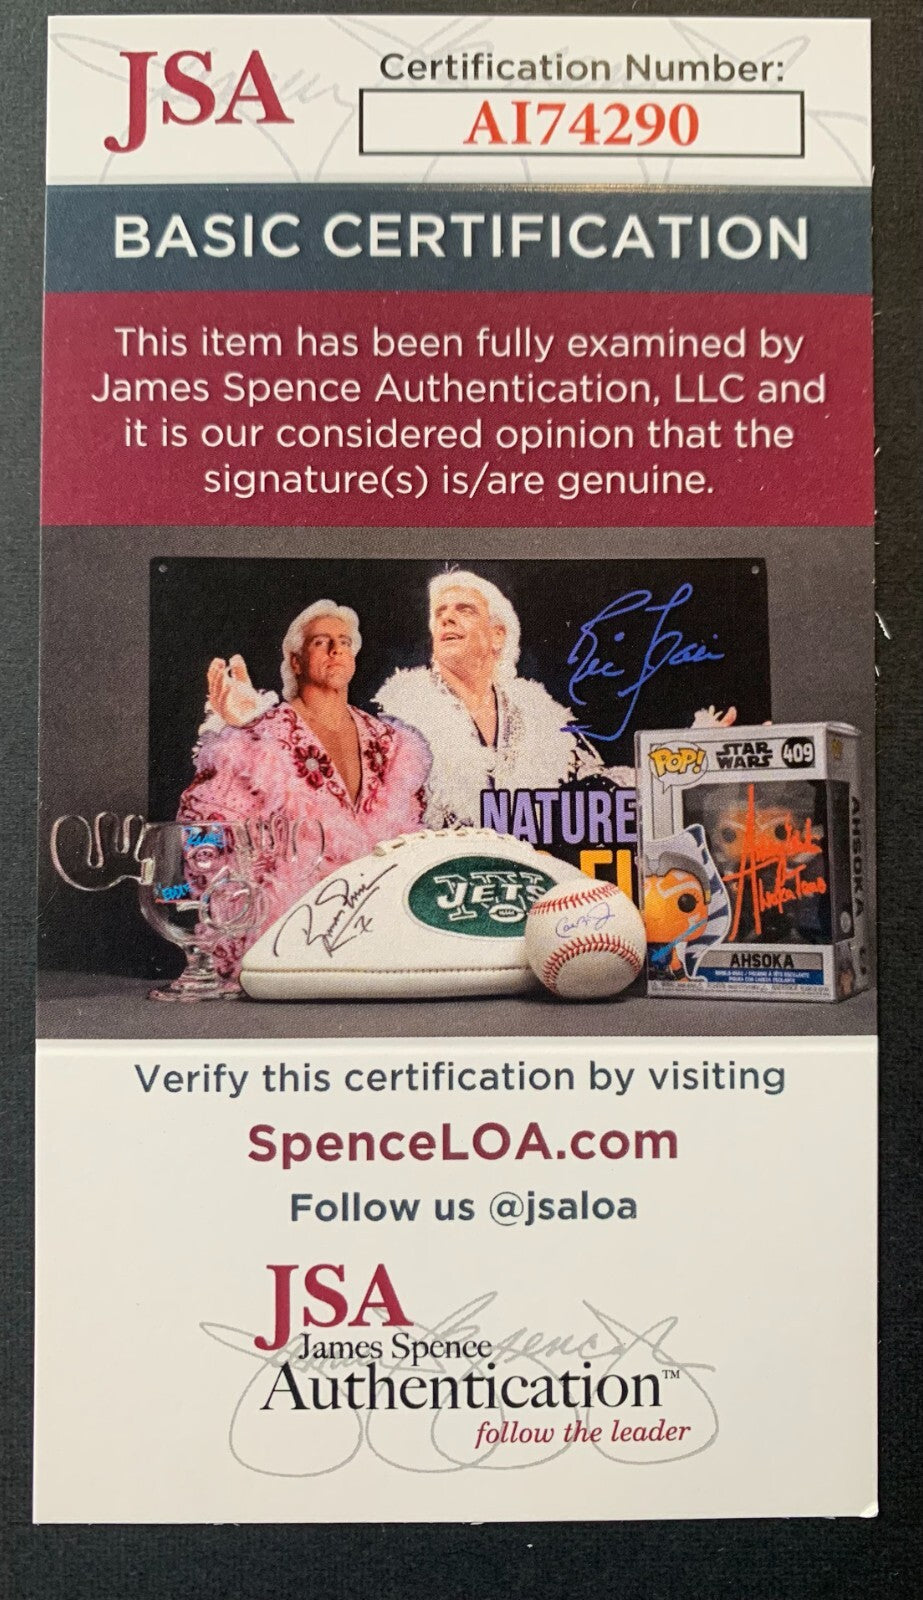 JSA
Certification Number:
AI74290
BASIC CERTIFICATION
This item has been fully examined by
James Spence Authentication, LLC and
it is our considered opinion that the
signature(s) is/are genuine.
POP! STAR WARS 409
NATURE
JETS
AHSOKA
AHSOKA
Verify this certification by visiting
SpenceLOA.com
Follow us @jsaloa
JSA
James Spence
Authentication™
follow the leader